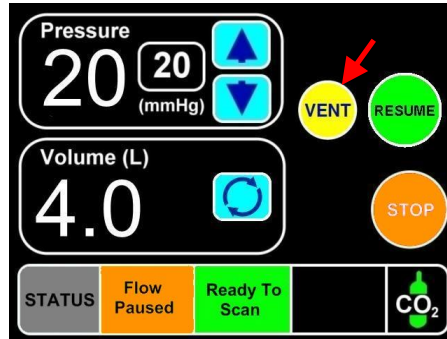 Pressure
20
20
(mmHg)
VENT
RESUME
Volume (L)
4.0
STOP
STATUS
Flow
Paused
Ready To
Scan
CO2